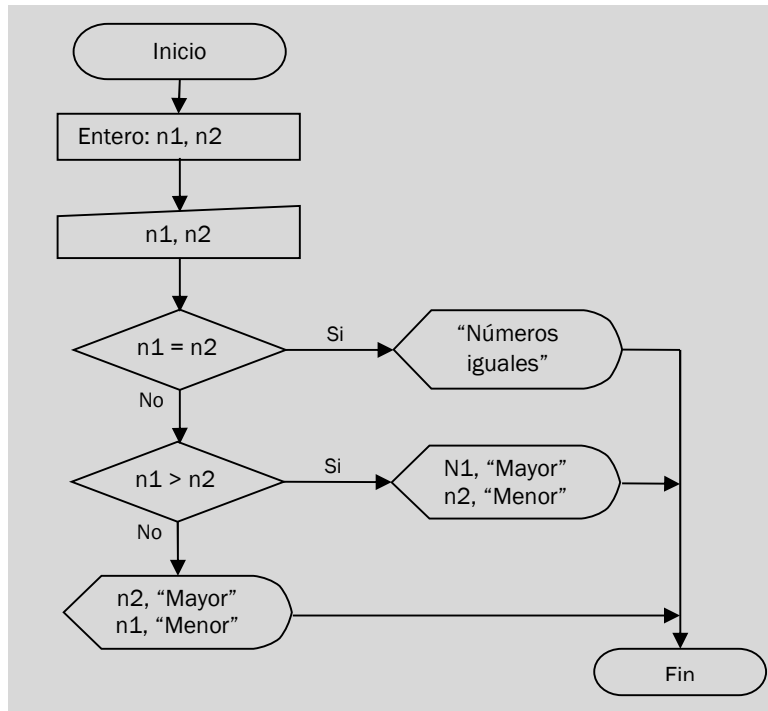 Inicio
Entero: n1, n2
n1, n2
n1 = n2
Si
“Números
iguales”
No
n1 > n2
Si
N1, “Mayor”
n2, “Menor”
No
n2, “Mayor”
n1, “Menor”
Fin